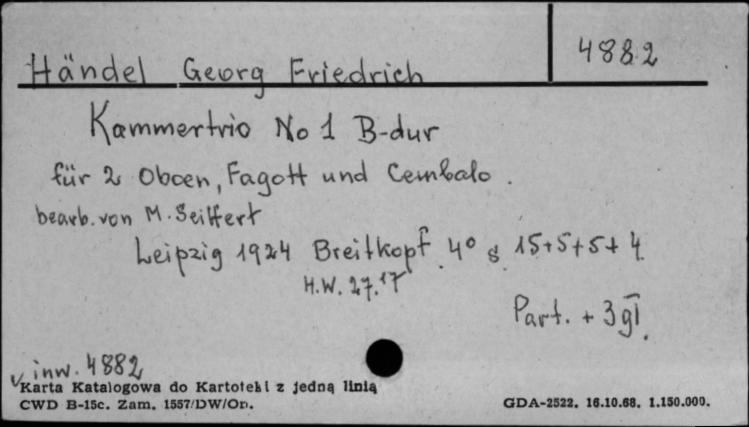 Händel Georg Friedrich 4882
Kammertrio No 1 B-dur
für 2 Oboen, Fagott und Cembalo.
bearb. von M. Seiffert
Leipzig 1924 Breitkopf. 4° s. 15+5+5+4.
H.W. 27.17
Part. + 3 gł.
inw. 4882
Karta Katalogowa do Kartoteki z jedną linią
CWD B-15c. Zam. 1557/DW/Op. GDA-2522. 16.10.68. 1.150.000.